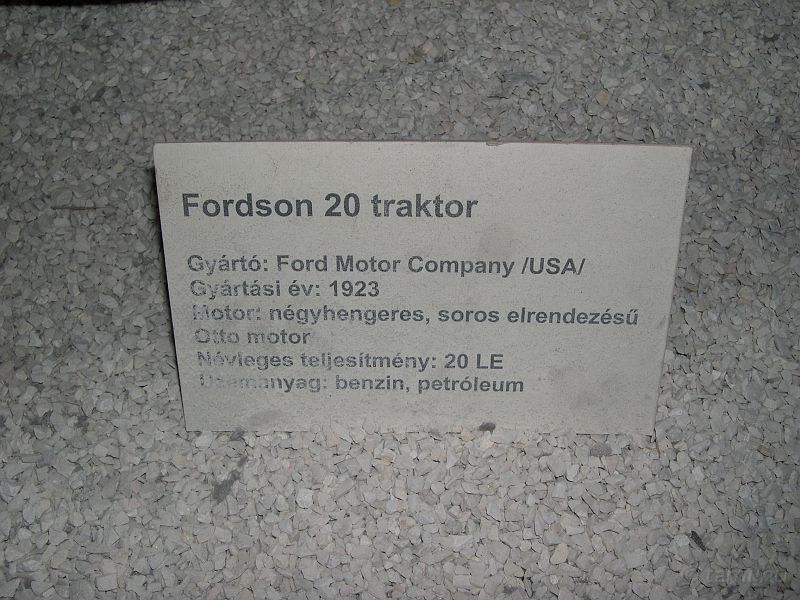 Fordson 20 traktor
Gyártó: Ford Motor Company /USA/
Gyártási év: 1923
Motor: négyhengeres, soros elrendezésű
Otto motor
Névleges teljesítmény: 20 LE
Üzemanyag: benzin, petróleum